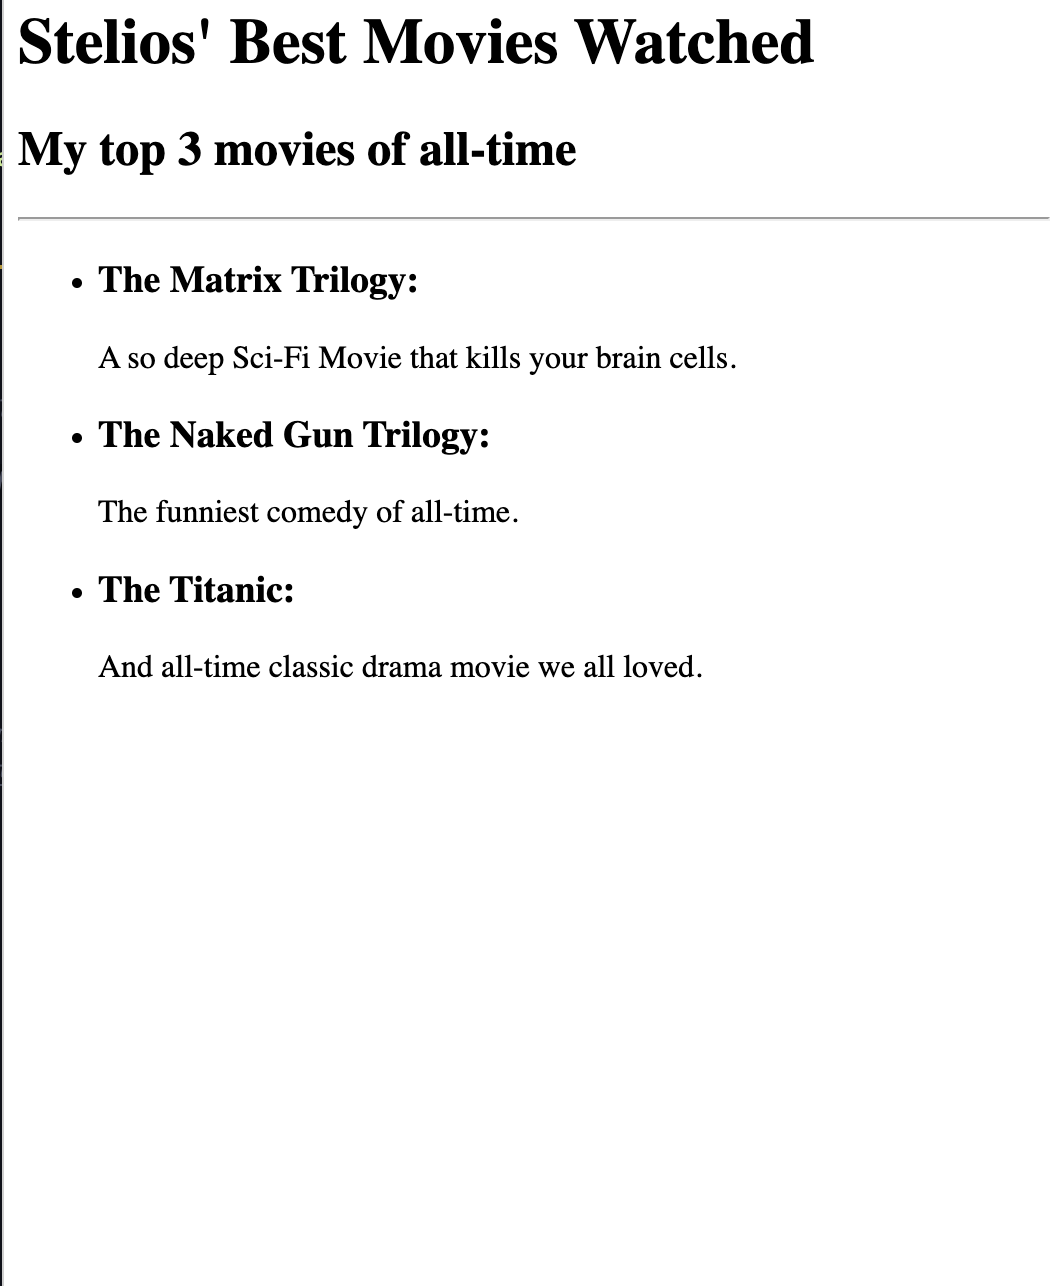 Stelios' Best Movies Watched
My top 3 movies of all-time
The Matrix Trilogy:
A so deep Sci-Fi Movie that kills your brain cells.
The Naked Gun Trilogy:
The funniest comedy of all-time.
The Titanic:
And all-time classic drama movie we all loved.